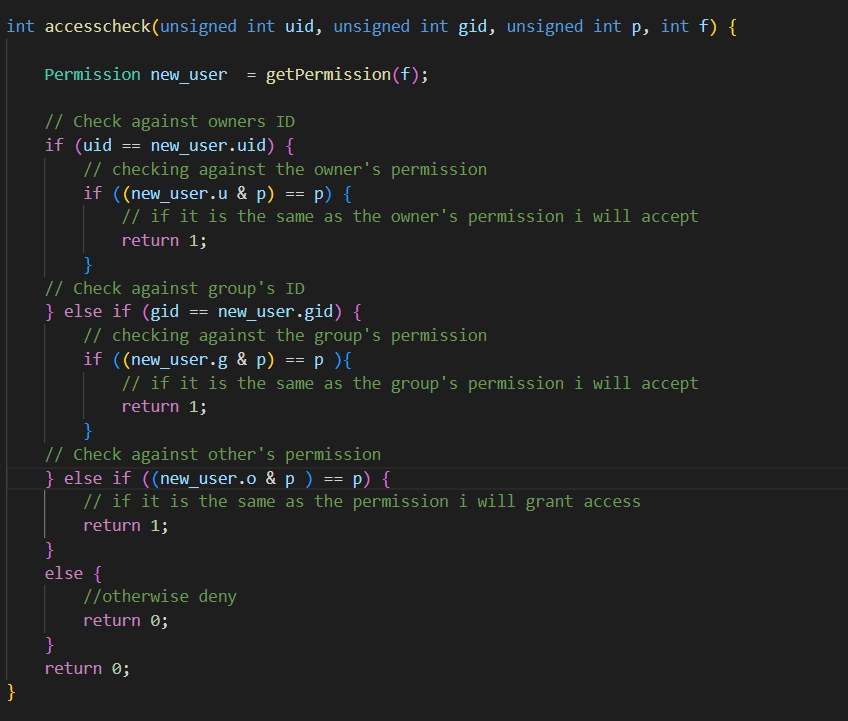 int accesscheck(unsigned int uid, unsigned int gid, unsigned int p, int f) {
    Permission new_user  = getPermission(f);
    // Check against owners ID
    if (uid == new_user.uid) {
        // checking against the owner's permission
        if ((new_user.u & p) == p) {
            // if it is the same as the owner's permission i will accept
            return 1;
        }
    // Check against group's ID
    } else if (gid == new_user.gid) {
        // checking against the group's permission
        if ((new_user.g & p) == p ){
            // if it is the same as the group's permission i will accept
            return 1;
        }
    // Check against other's permission
    } else if ((new_user.o & p ) == p) {
        // if it is the same as the permission i will grant access
        return 1;
    }
    else {
        //otherwise deny
        return 0;
    }
    return 0;
}